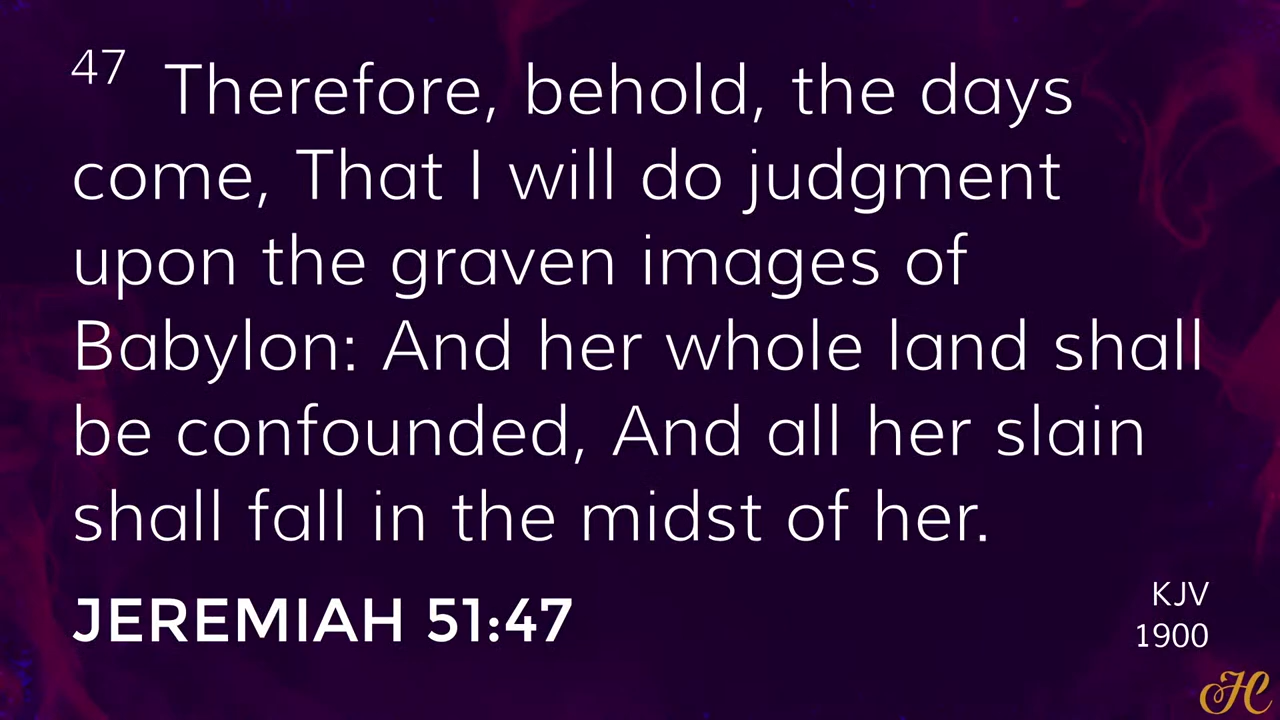 47 Therefore, behold, the days
come, That I will do judgment
upon the graven images of
Babylon: And her whole land shall
be confounded, And all her slain
shall fall in the midst of her.
JEREMIAH 51:47
KJV
1900
H